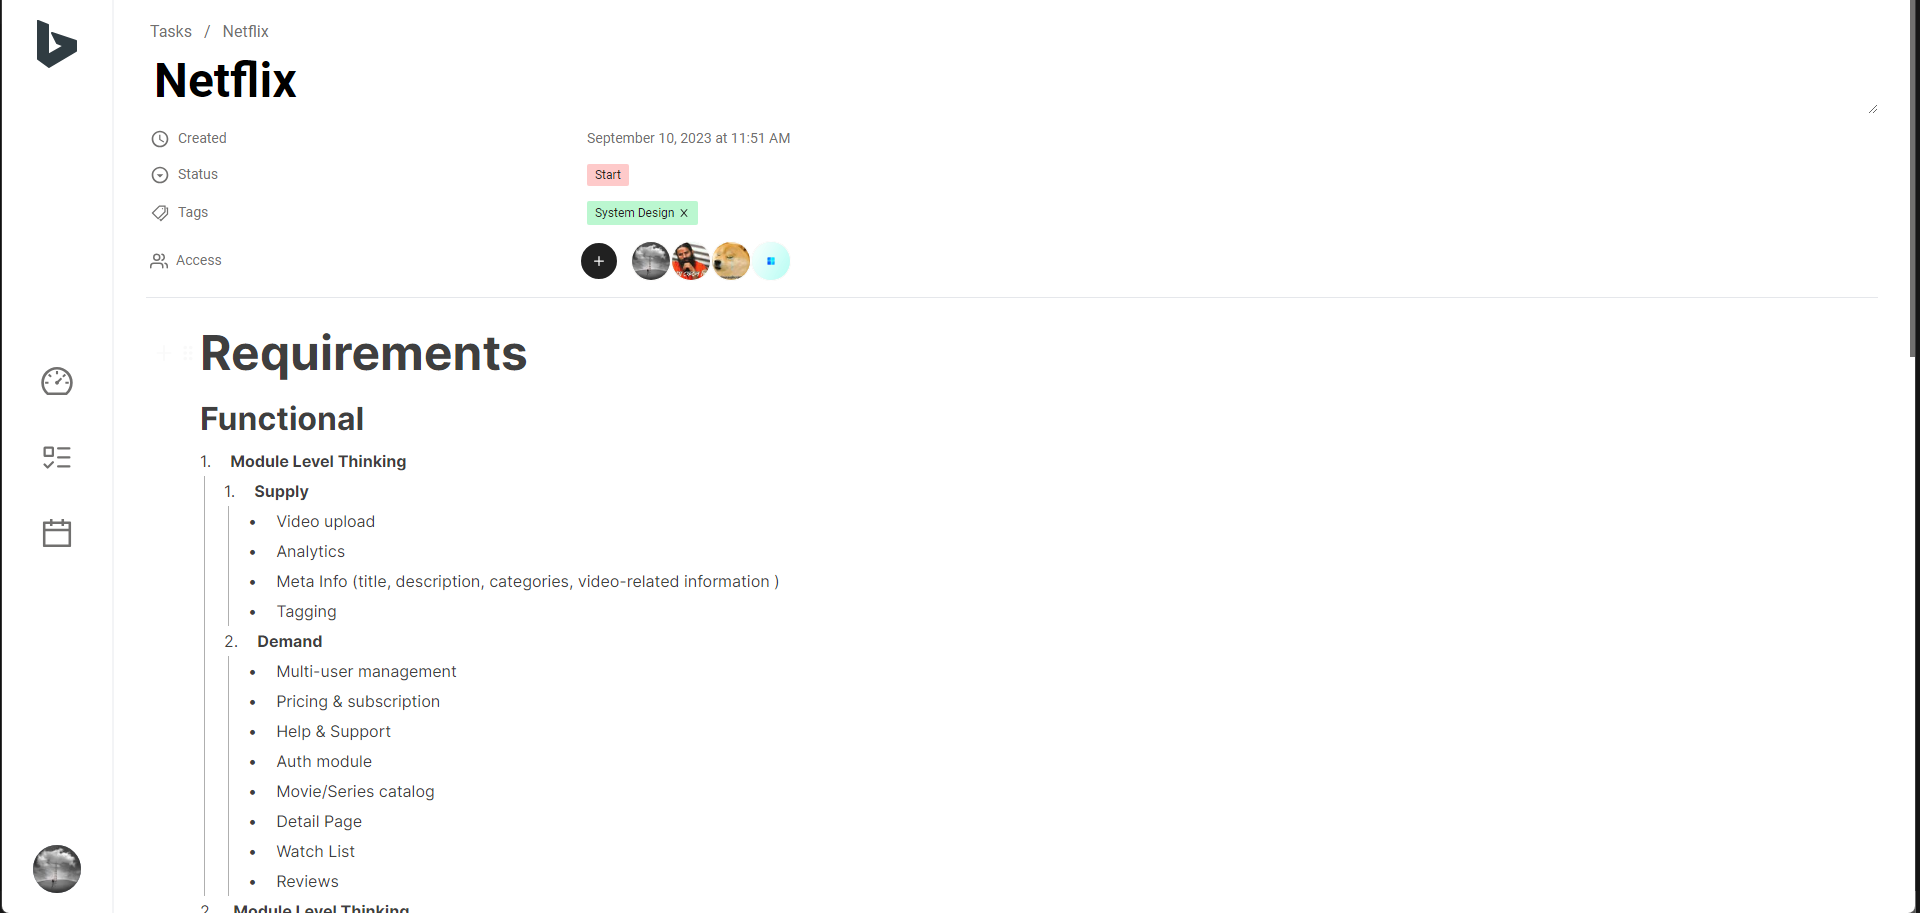 Tasks / Netflix
Netflix
Created September 10, 2023 at 11:51 AM
Status Start
Tags System Design X
Access
Requirements
Functional
1. Module Level Thinking
1. Supply
• Video upload
• Analytics
• Meta Info (title, description, categories, video-related information )
• Tagging
2. Demand
• Multi-user management
• Pricing & subscription
• Help & Support
• Auth module
• Movie/Series catalog
• Detail Page
• Watch List
• Reviews
2. Module Level Thinking